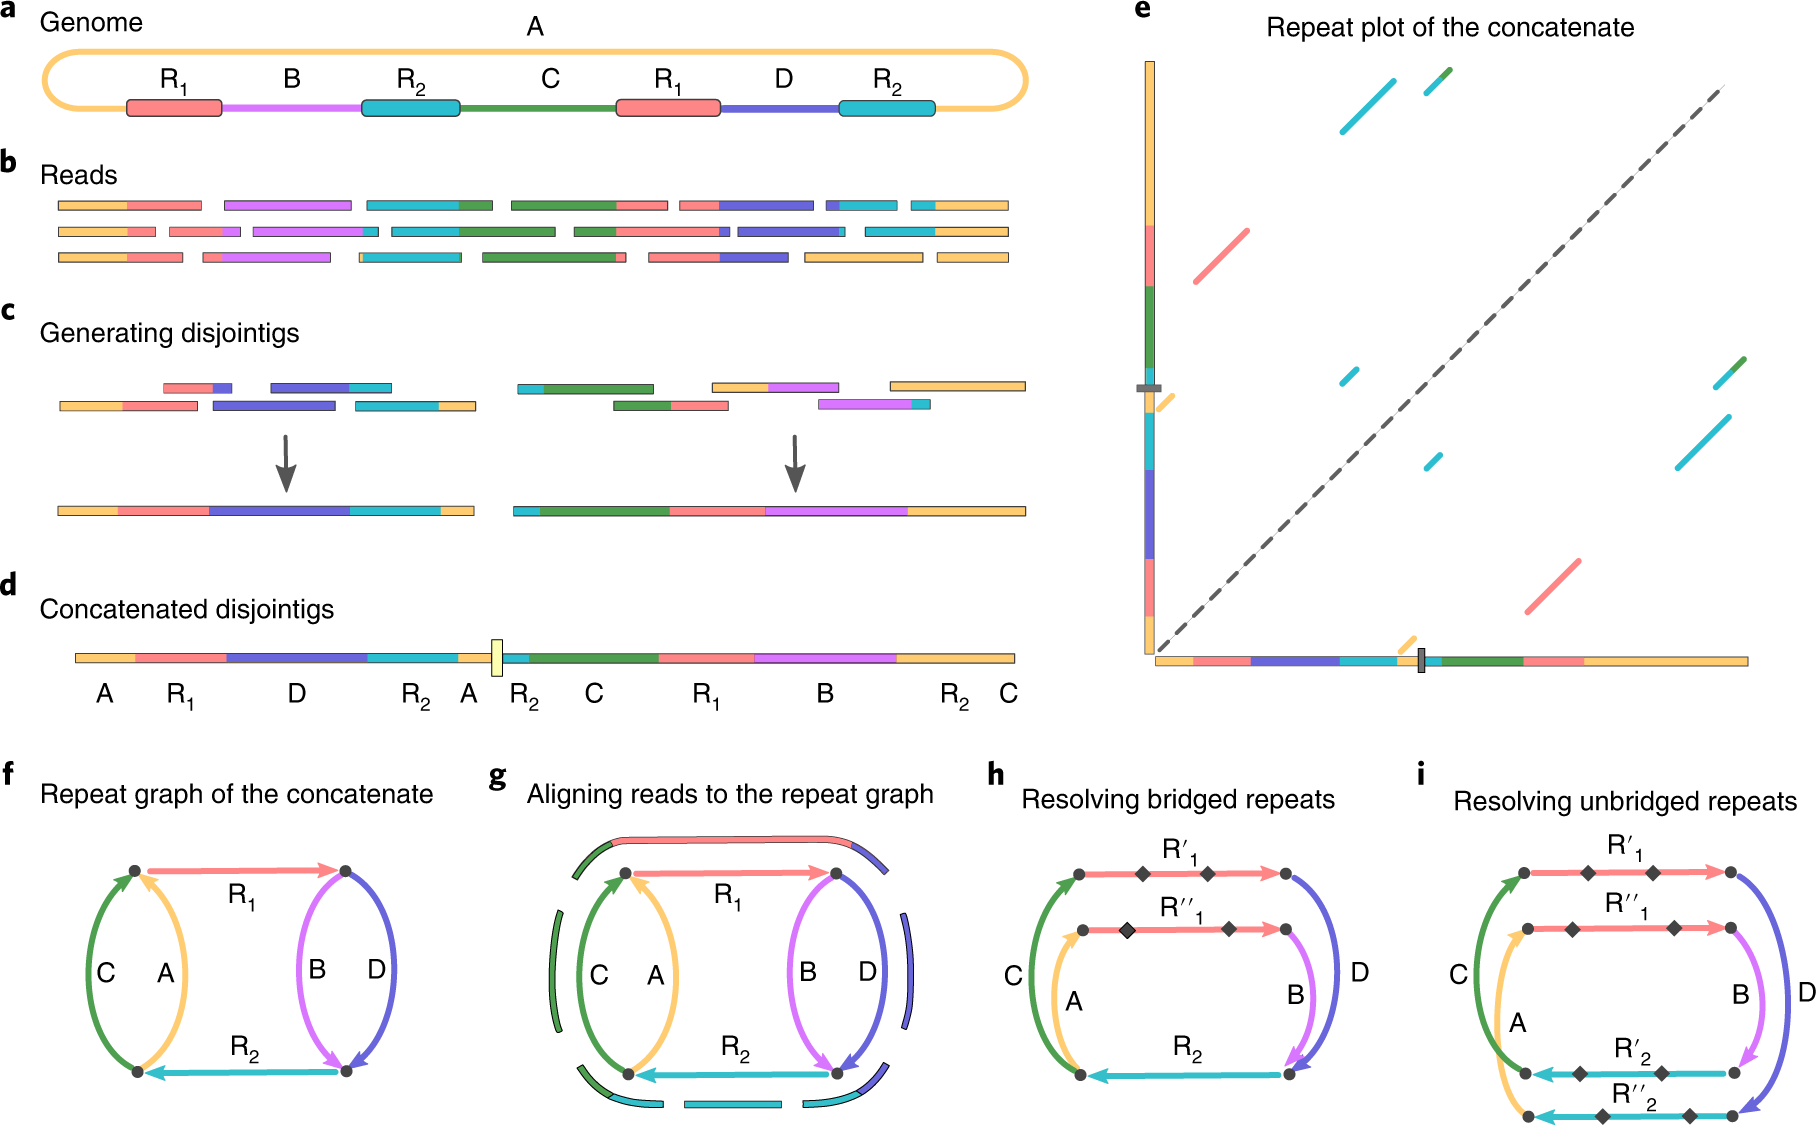 a
Genome
A
R1 B R2 C R1 D R2
b
Reads
c
Generating disjointigs
d
Concatenated disjointigs
A R1 D R2 A R2 C R1 B R2 C
e
Repeat plot of the concatenate
f
Repeat graph of the concatenate
R1
C A B D
R2
g
Aligning reads to the repeat graph
R1
C A B D
R2
h
Resolving bridged repeats
R′1
R′′1
C A B D
R2
i
Resolving unbridged repeats
R′1
R′′1
C A B D
R′2
R′′2